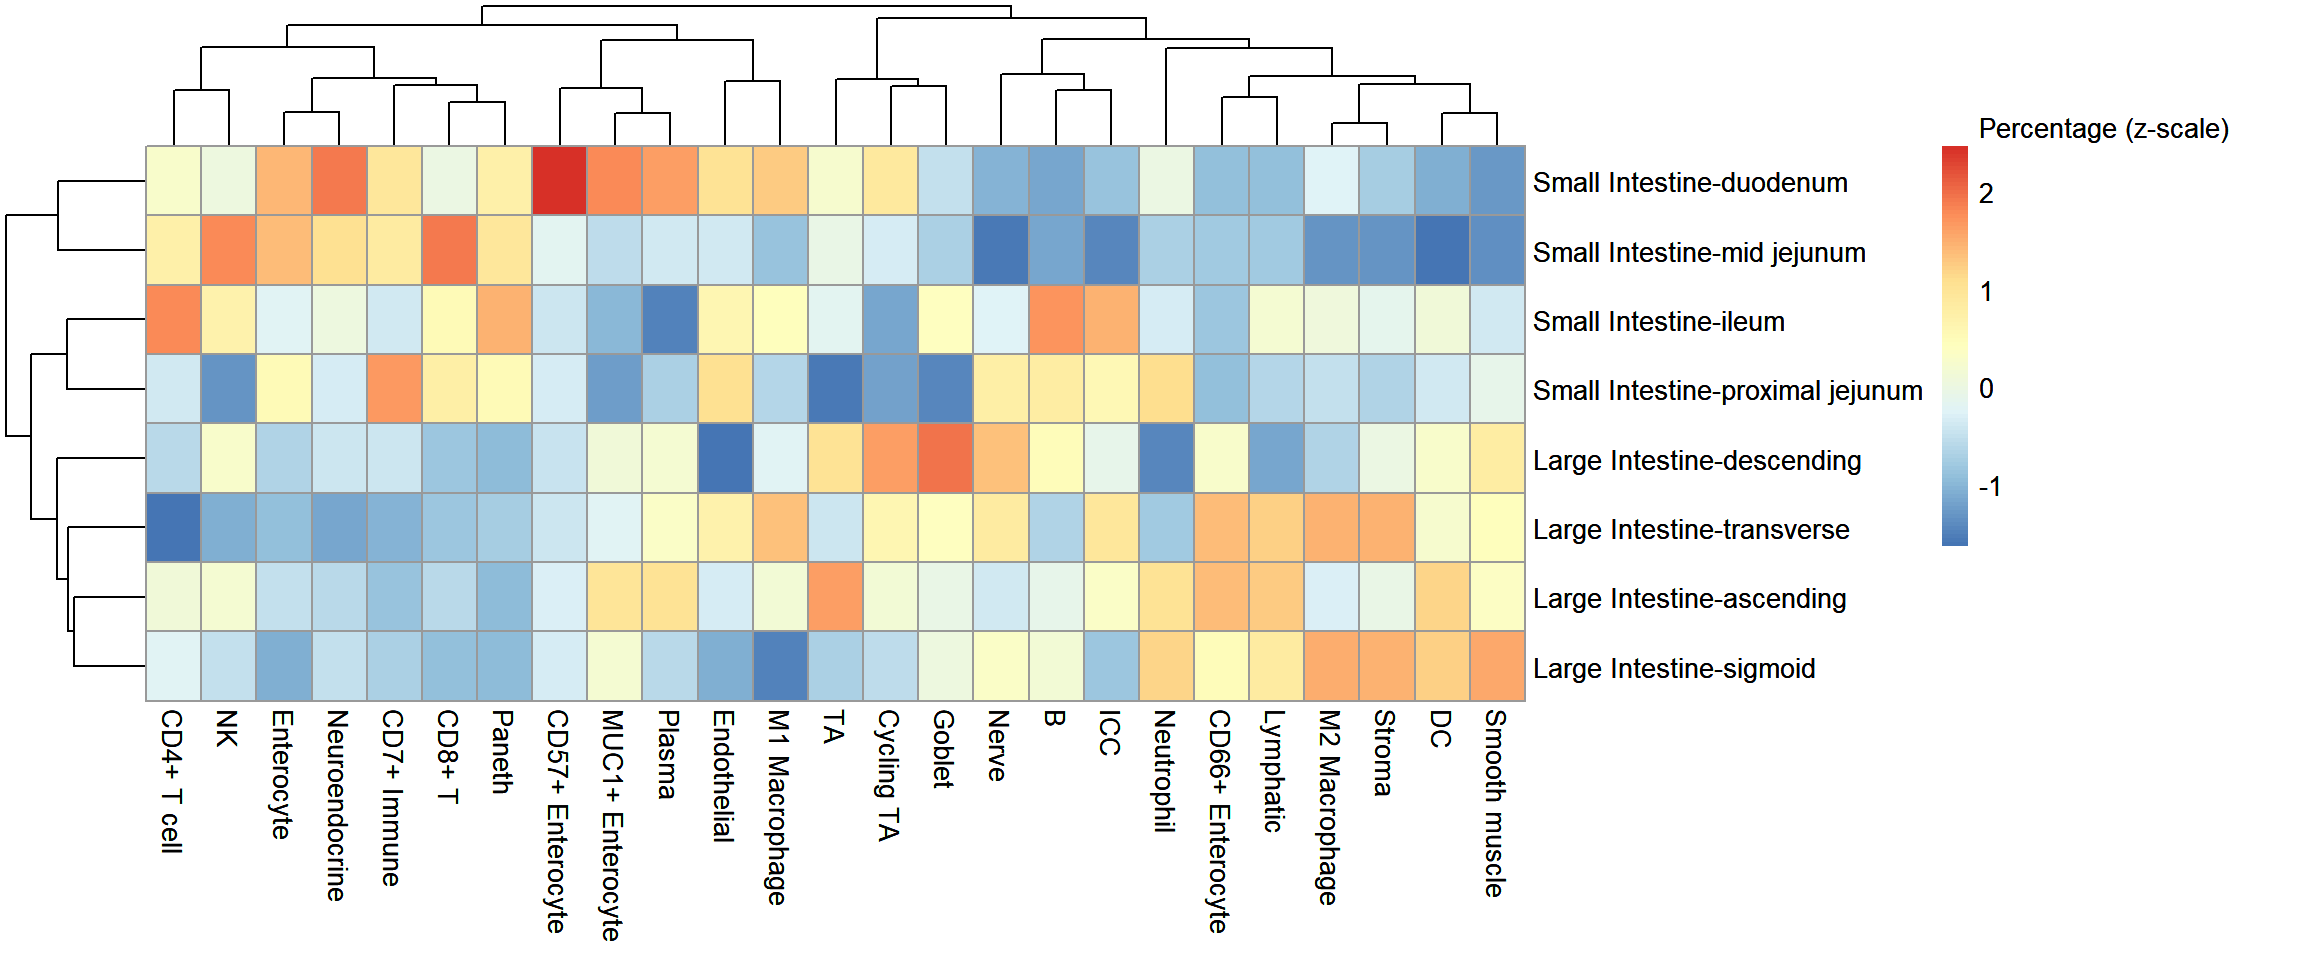 Percentage (z-scale)
2
1
0
-1
Small Intestine-duodenum
Small Intestine-mid jejunum
Small Intestine-ileum
Small Intestine-proximal jejunum
Large Intestine-descending
Large Intestine-transverse
Large Intestine-ascending
Large Intestine-sigmoid
CD4+ T cell
NK
Enterocyte
Neuroendocrine
CD7+ Immune
CD8+ T
Paneth
CD57+ Enterocyte
MUC1+ Enterocyte
Plasma
Endothelial
M1 Macrophage
TA
Cycling TA
Goblet
Nerve
B
ICC
Neutrophil
CD66+ Enterocyte
Lymphatic
M2 Macrophage
Stroma
DC
Smooth muscle